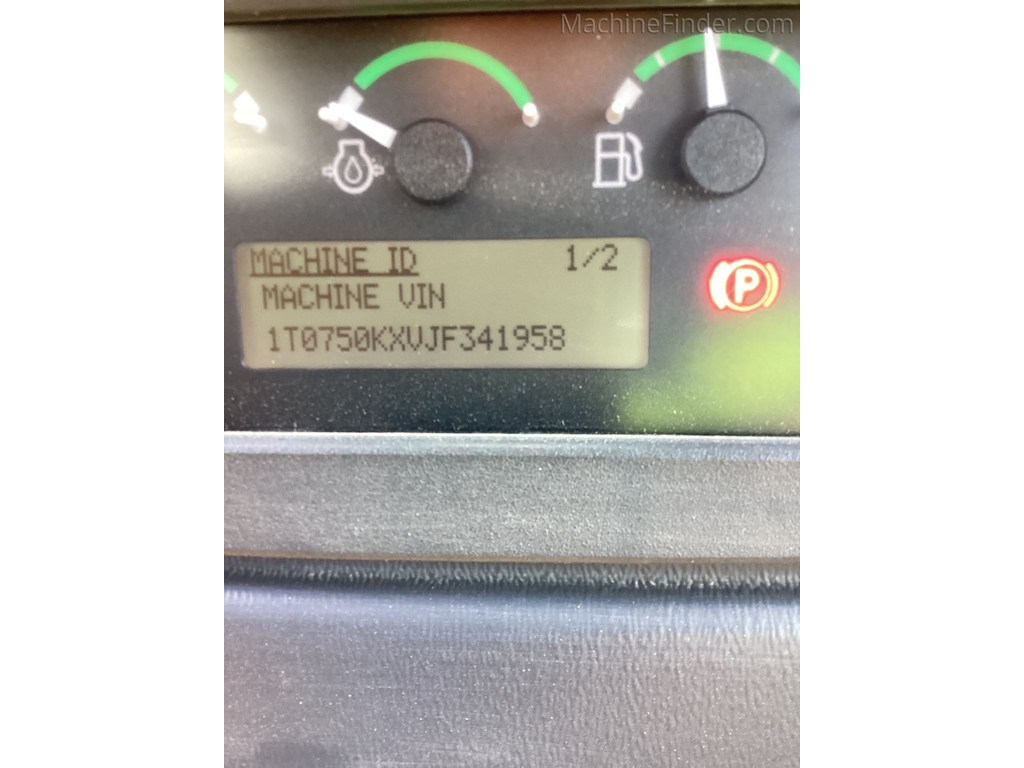 MachineFinder.com
MACHINE ID 1/2
MACHINE VIN
1T0750KXVJF341958
P